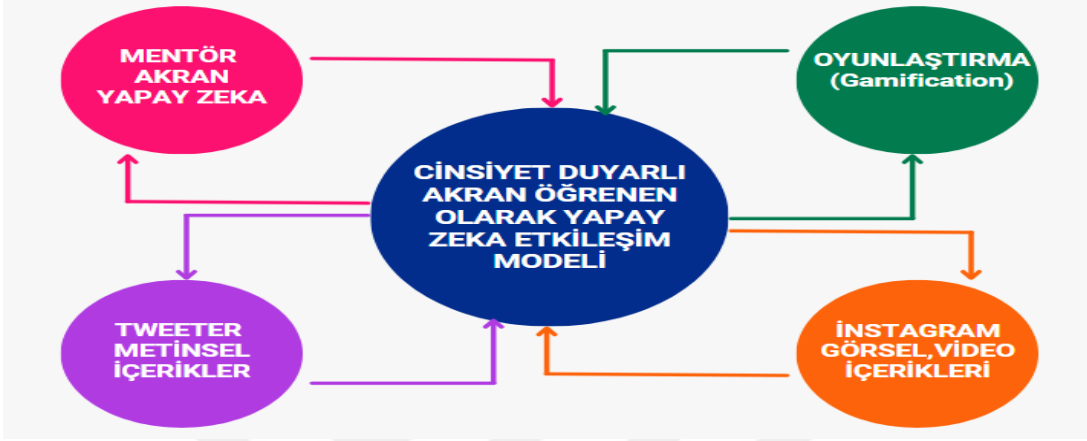 MENTÖR
AKRAN
YAPAY ZEKA
OYUNLAŞTIRMA
(Gamification)
CİNSİYET DUYARLI
AKRAN ÖĞRENEN
OLARAK YAPAY
ZEKA ETKİLEŞİM
MODELİ
TWEETER
METİNSEL
İÇERİKLER
İNSTAGRAM
GÖRSEL,VİDEO
İÇERİKLERİ